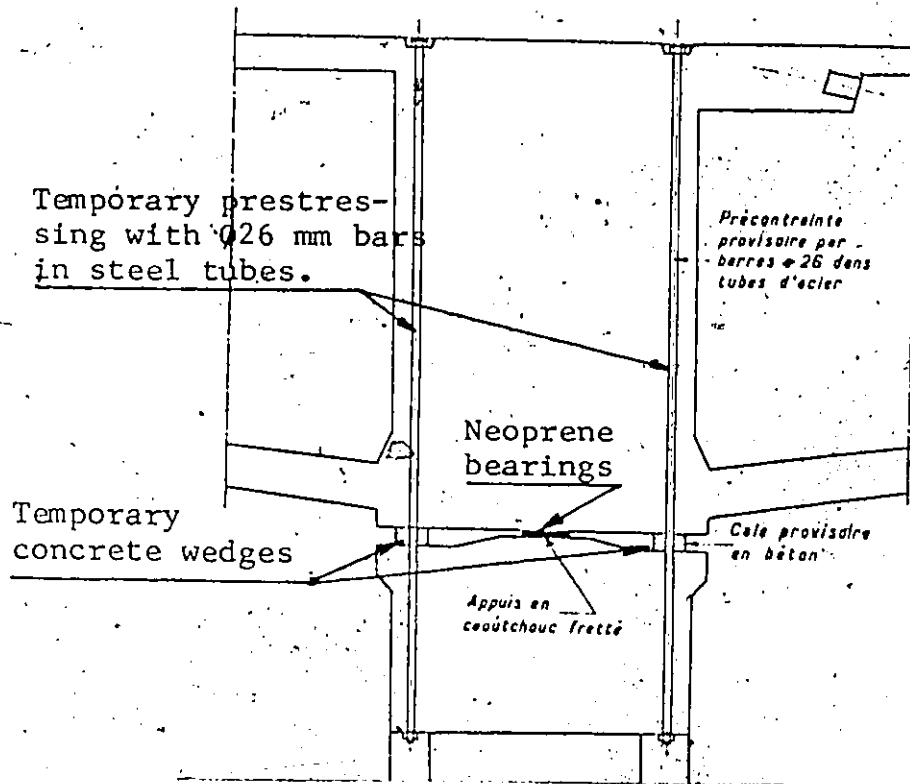 Temporary prestres-
sing with Ø26 mm bars
in steel tubes.
Précontrainte
provisoire par
barres ø 26 dans
tubes d'acier
Neoprene
bearings
Temporary
concrete wedges
Cale provisoire
en béton
Appuis en
caoutchouc fretté